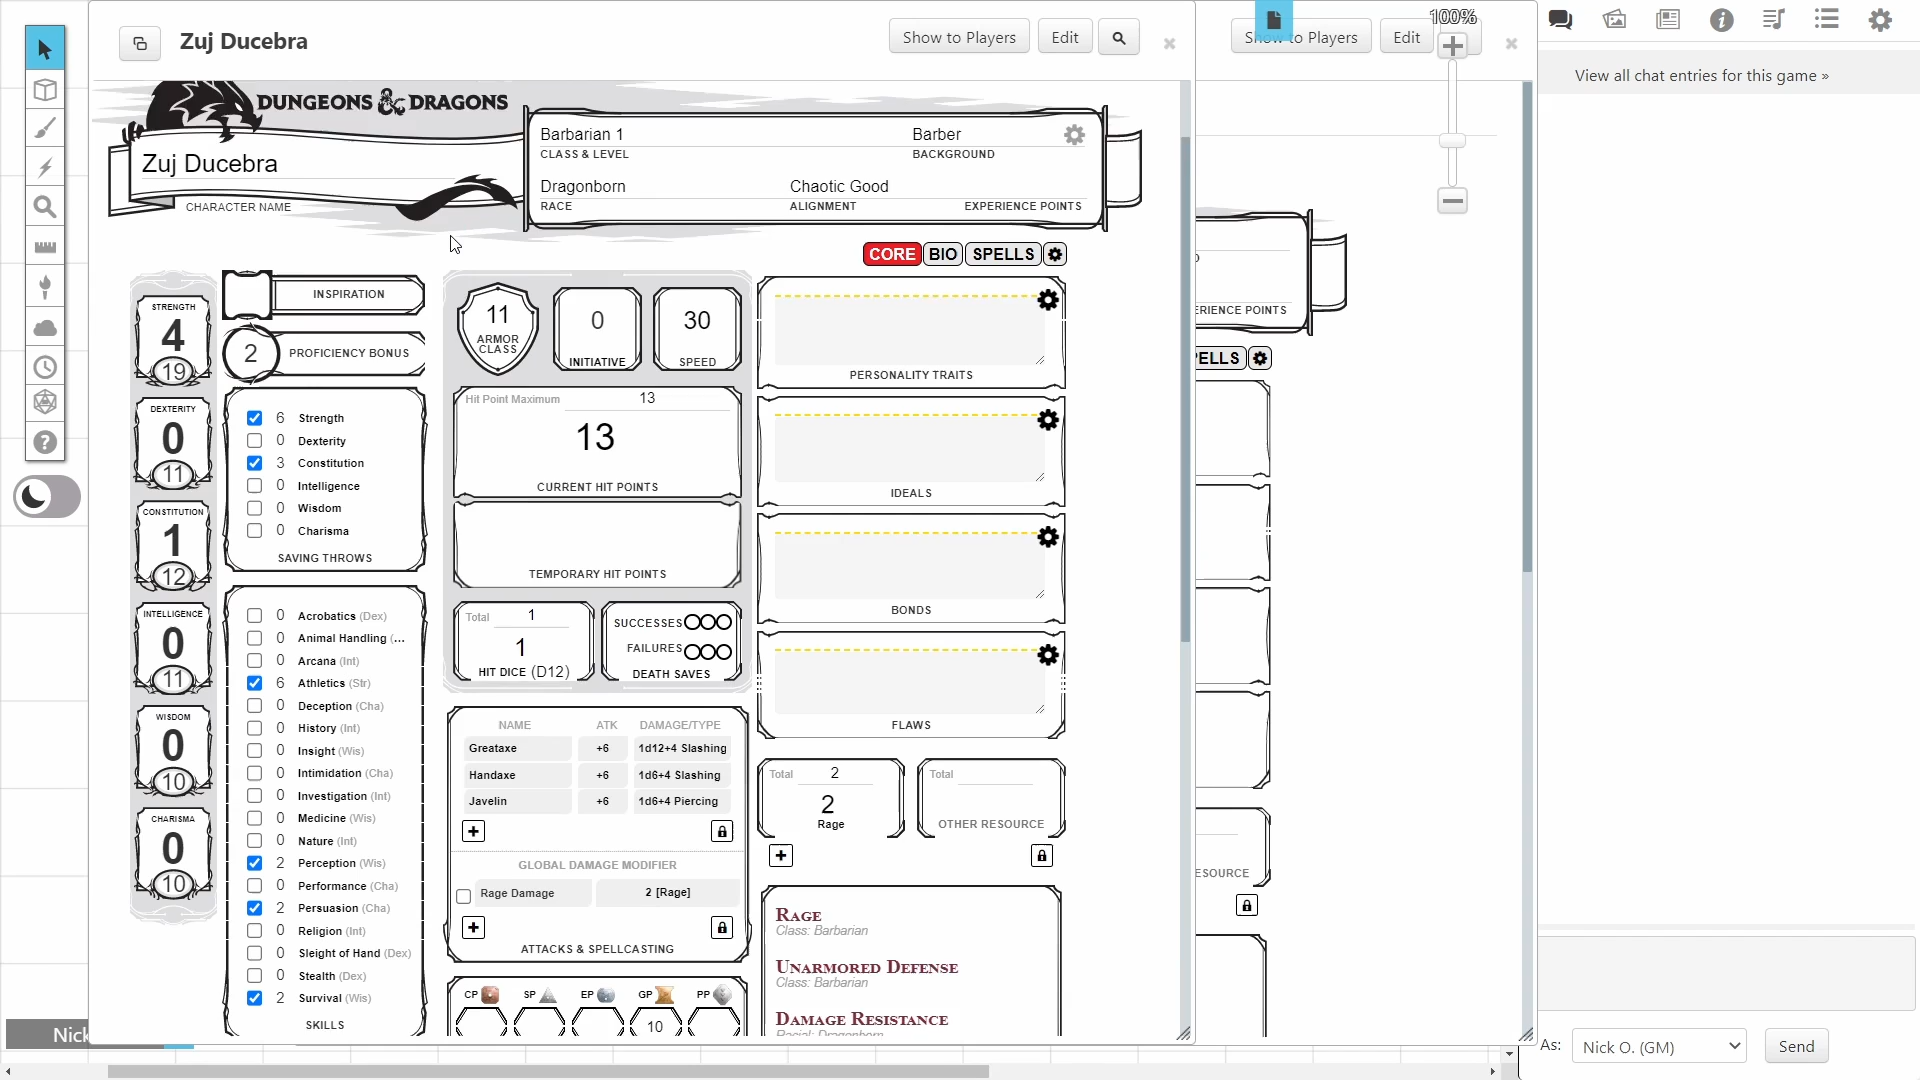 Zuj Ducebra
Show to Players
Edit
Show to Players
Edit
100%
View all chat entries for this game »
DUNGEONS & DRAGONS
Zuj Ducebra
CHARACTER NAME
Barbarian 1
CLASS & LEVEL
Barber
BACKGROUND
Dragonborn
RACE
Chaotic Good
ALIGNMENT
EXPERIENCE POINTS
CORE
BIO
SPELLS
STRENGTH
4
19
DEXTERITY
0
11
CONSTITUTION
1
12
INTELLIGENCE
0
11
WISDOM
0
10
CHARISMA
0
10
INSPIRATION
2 PROFICIENCY BONUS
6 Strength
0 Dexterity
3 Constitution
0 Intelligence
0 Wisdom
0 Charisma
SAVING THROWS
0 Acrobatics (Dex)
0 Animal Handling (...
0 Arcana (Int)
6 Athletics (Str)
0 Deception (Cha)
0 History (Int)
0 Insight (Wis)
0 Intimidation (Cha)
0 Investigation (Int)
0 Medicine (Wis)
0 Nature (Int)
2 Perception (Wis)
0 Performance (Cha)
2 Persuasion (Cha)
0 Religion (Int)
0 Sleight of Hand (Dex)
0 Stealth (Dex)
2 Survival (Wis)
SKILLS
11
ARMOR
CLASS
0
INITIATIVE
30
SPEED
Hit Point Maximum 13
13
CURRENT HIT POINTS
TEMPORARY HIT POINTS
Total 1
1
HIT DICE (D12)
SUCCESSES
FAILURES
DEATH SAVES
NAME ATK DAMAGE/TYPE
Greataxe +6 1d12+4 Slashing
Handaxe +6 1d6+4 Slashing
Javelin +6 1d6+4 Piercing
GLOBAL DAMAGE MODIFIER
Rage Damage 2 [Rage]
ATTACKS & SPELLCASTING
CP SP EP GP PP
10
PERSONALITY TRAITS
IDEALS
BONDS
FLAWS
Total 2
2
Rage
Total
OTHER RESOURCE
RAGE
Class: Barbarian
UNARMORED DEFENSE
Class: Barbarian
DAMAGE RESISTANCE
Racial: Dragonborn
ERIENCE POINTS
PELLS
ESOURCE
Nick
As:
Nick O. (GM)
Send